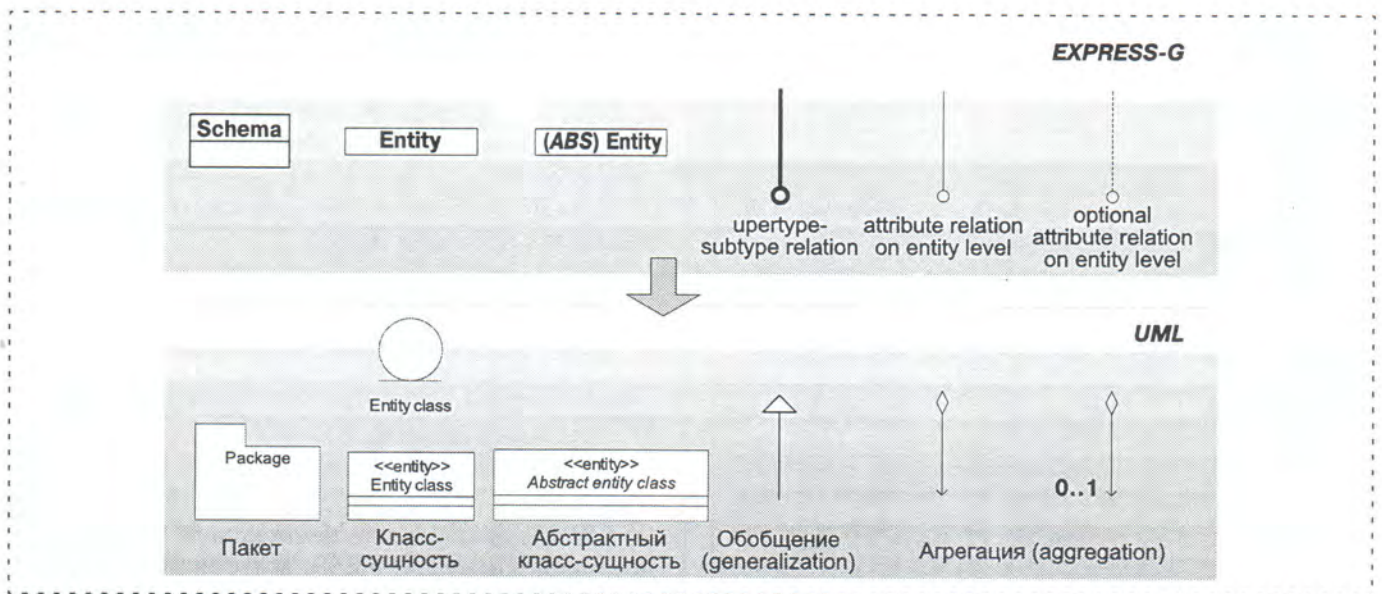 EXPRESS-G
Schema
Entity
(ABS) Entity
upertype-
subtype relation
attribute relation
on entity level
optional
attribute relation
on entity level
UML
Entity class
Package
<<entity>>
Entity class
<<entity>>
Abstract entity class
0..1
Пакет
Класс-
сущность
Абстрактный
класс-сущность
Обобщение
(generalization)
Агрегация (aggregation)